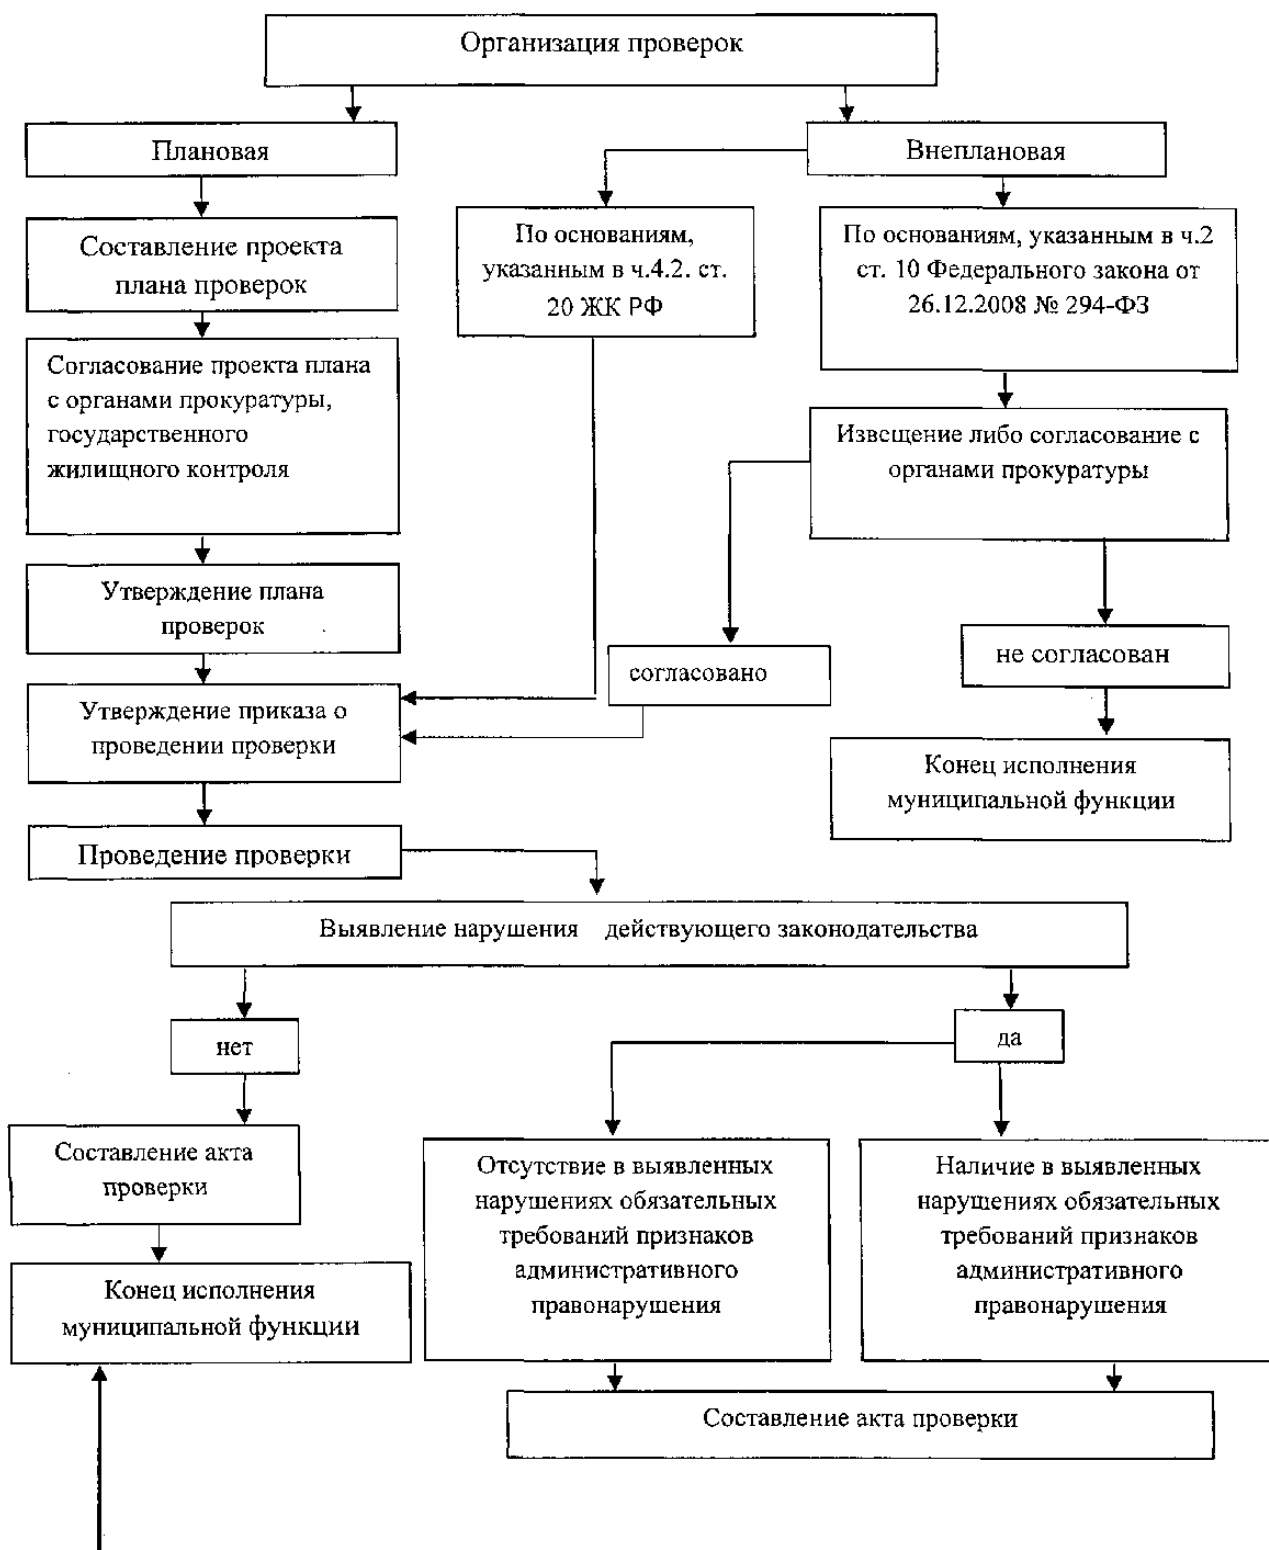 Организация проверок
Плановая
Внеплановая
Составление проекта
плана проверок
По основаниям,
указанным в ч.4.2. ст.
20 ЖК РФ
По основаниям, указанным в ч.2
ст. 10 Федерального закона от
26.12.2008 № 294-ФЗ
Согласование проекта плана
с органами прокуратуры,
государственного
жилищного контроля
Извещение либо согласование с
органами прокуратуры
Утверждение плана
проверок
согласовано
не согласован
Утверждение приказа о
проведении проверки
Конец исполнения
муниципальной функции
Проведение проверки
Выявление нарушения действующего законодательства
нет
да
Составление акта
проверки
Отсутствие в выявленных
нарушениях обязательных
требований признаков
административного
правонарушения
Наличие в выявленных
нарушениях обязательных
требований признаков
административного
правонарушения
Конец исполнения
муниципальной функции
Составление акта проверки